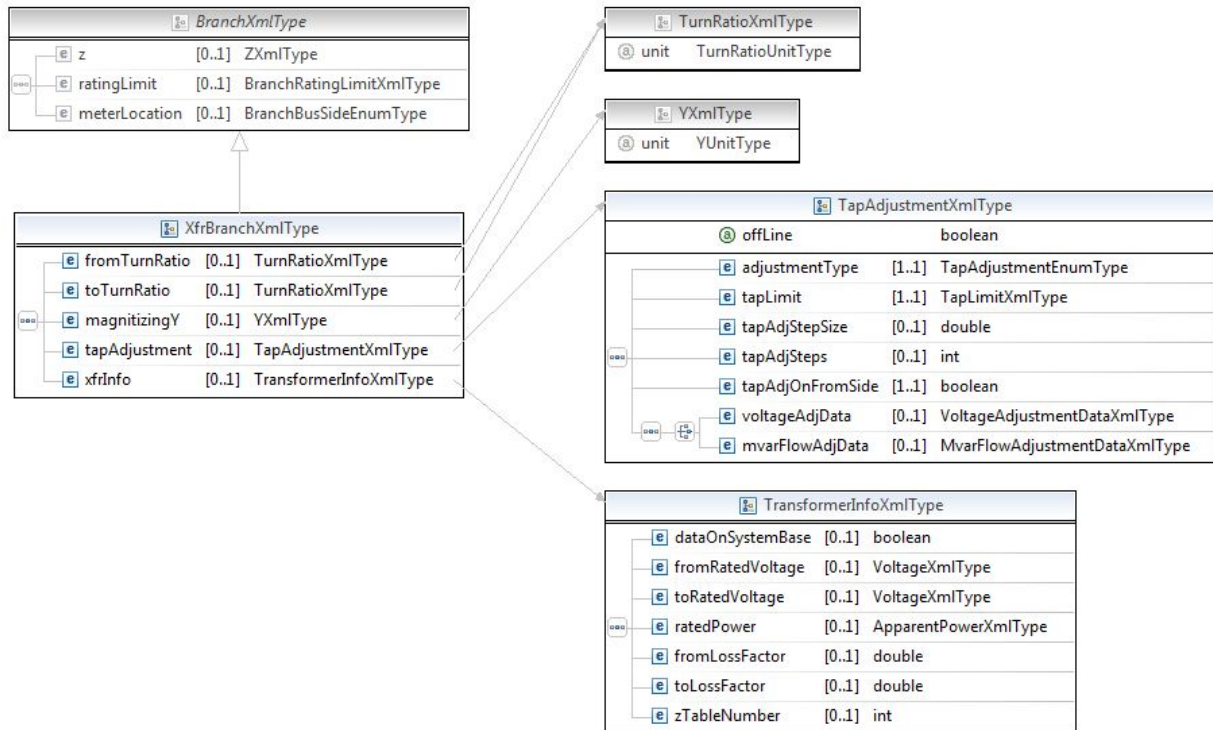 BranchXmlType
e z [0..1] ZXmlType
e ratingLimit [0..1] BranchRatingLimitXmlType
e meterLocation [0..1] BranchBusSideEnumType
XfrBranchXmlType
e fromTurnRatio [0..1] TurnRatioXmlType
e toTurnRatio [0..1] TurnRatioXmlType
e magnitizingY [0..1] YXmlType
e tapAdjustment [0..1] TapAdjustmentXmlType
e xfrInfo [0..1] TransformerInfoXmlType
TurnRatioXmlType
a unit TurnRatioUnitType
YXmlType
a unit YUnitType
TapAdjustmentXmlType
a offLine boolean
e adjustmentType [1..1] TapAdjustmentEnumType
e tapLimit [1..1] TapLimitXmlType
e tapAdjStepSize [0..1] double
e tapAdjSteps [0..1] int
e tapAdjOnFromSide [1..1] boolean
e voltageAdjData [0..1] VoltageAdjustmentDataXmlType
e mvarFlowAdjData [0..1] MvarFlowAdjustmentDataXmlType
TransformerInfoXmlType
e dataOnSystemBase [0..1] boolean
e fromRatedVoltage [0..1] VoltageXmlType
e toRatedVoltage [0..1] VoltageXmlType
e ratedPower [0..1] ApparentPowerXmlType
e fromLossFactor [0..1] double
e toLossFactor [0..1] double
e zTableNumber [0..1] int